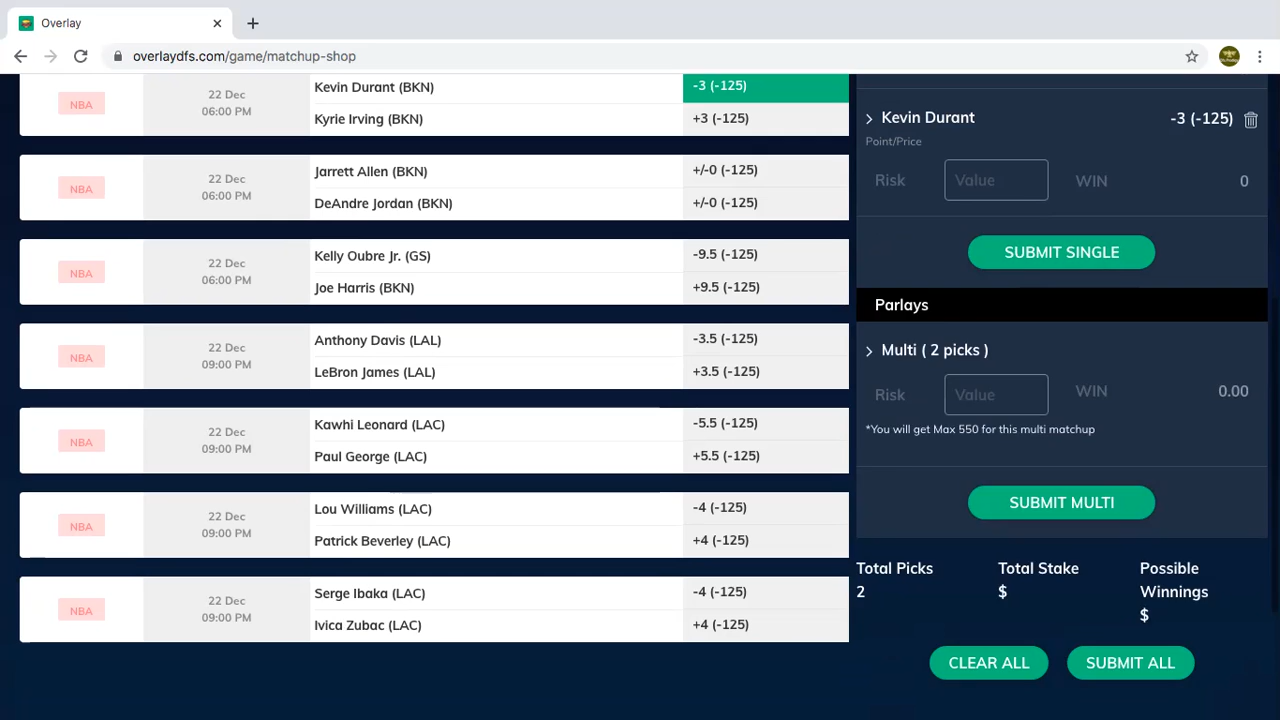 Overlay
overlaydfs.com/game/matchup-shop
NBA
22 Dec
06:00 PM
Kevin Durant (BKN)
-3 (-125)
Kyrie Irving (BKN)
+3 (-125)
NBA
22 Dec
06:00 PM
Jarrett Allen (BKN)
+/-0 (-125)
DeAndre Jordan (BKN)
+/-0 (-125)
NBA
22 Dec
06:00 PM
Kelly Oubre Jr. (GS)
-9.5 (-125)
Joe Harris (BKN)
+9.5 (-125)
NBA
22 Dec
09:00 PM
Anthony Davis (LAL)
-3.5 (-125)
LeBron James (LAL)
+3.5 (-125)
NBA
22 Dec
09:00 PM
Kawhi Leonard (LAC)
-5.5 (-125)
Paul George (LAC)
+5.5 (-125)
NBA
22 Dec
09:00 PM
Lou Williams (LAC)
-4 (-125)
Patrick Beverley (LAC)
+4 (-125)
NBA
22 Dec
09:00 PM
Serge Ibaka (LAC)
-4 (-125)
Ivica Zubac (LAC)
+4 (-125)
Kevin Durant -3 (-125)
Point/Price
Risk Value WIN 0
SUBMIT SINGLE
Parlays
Multi ( 2 picks )
Risk Value WIN 0.00
*You will get Max 550 for this multi matchup
SUBMIT MULTI
Total Picks
2
Total Stake
$
Possible
Winnings
$
CLEAR ALL SUBMIT ALL